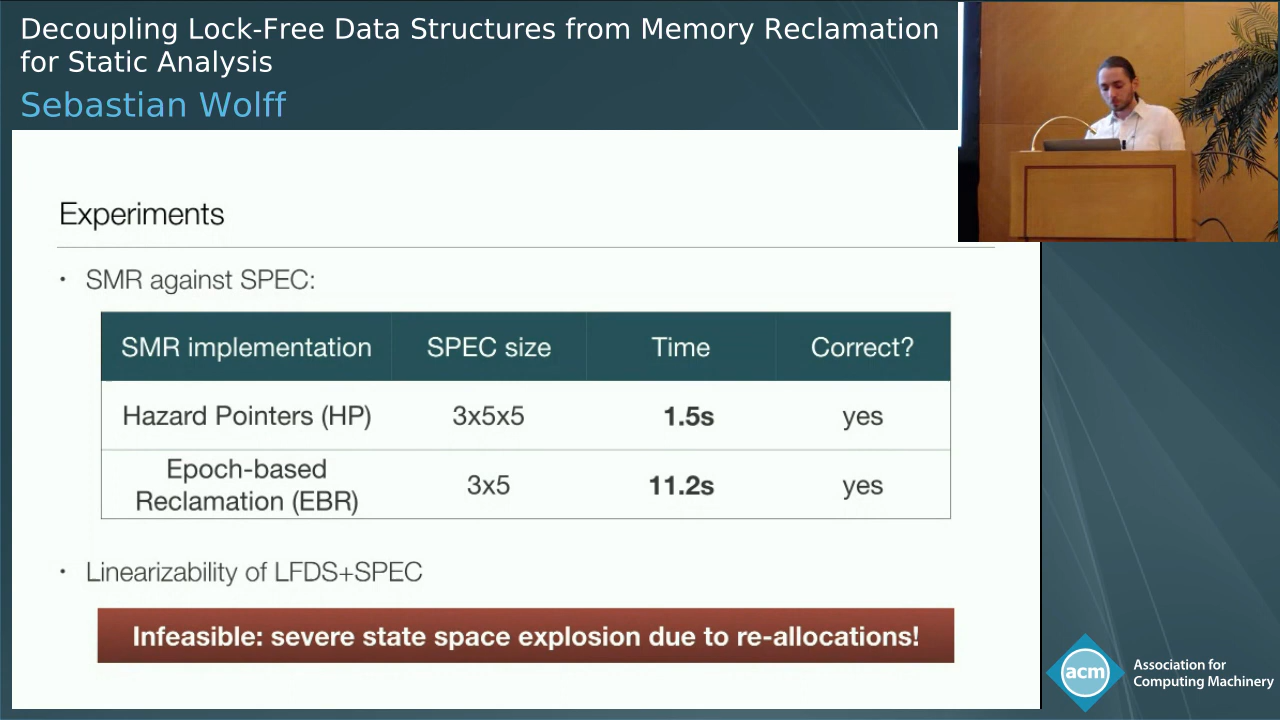 Decoupling Lock-Free Data Structures from Memory Reclamation
for Static Analysis
Sebastian Wolff
Experiments
• SMR against SPEC:
SMR implementation SPEC size Time Correct?
Hazard Pointers (HP) 3x5x5 1.5s yes
Epoch-based
Reclamation (EBR) 3x5 11.2s yes
• Linearizability of LFDS+SPEC
Infeasible: severe state space explosion due to re-allocations!
acm
Association for
Computing Machinery